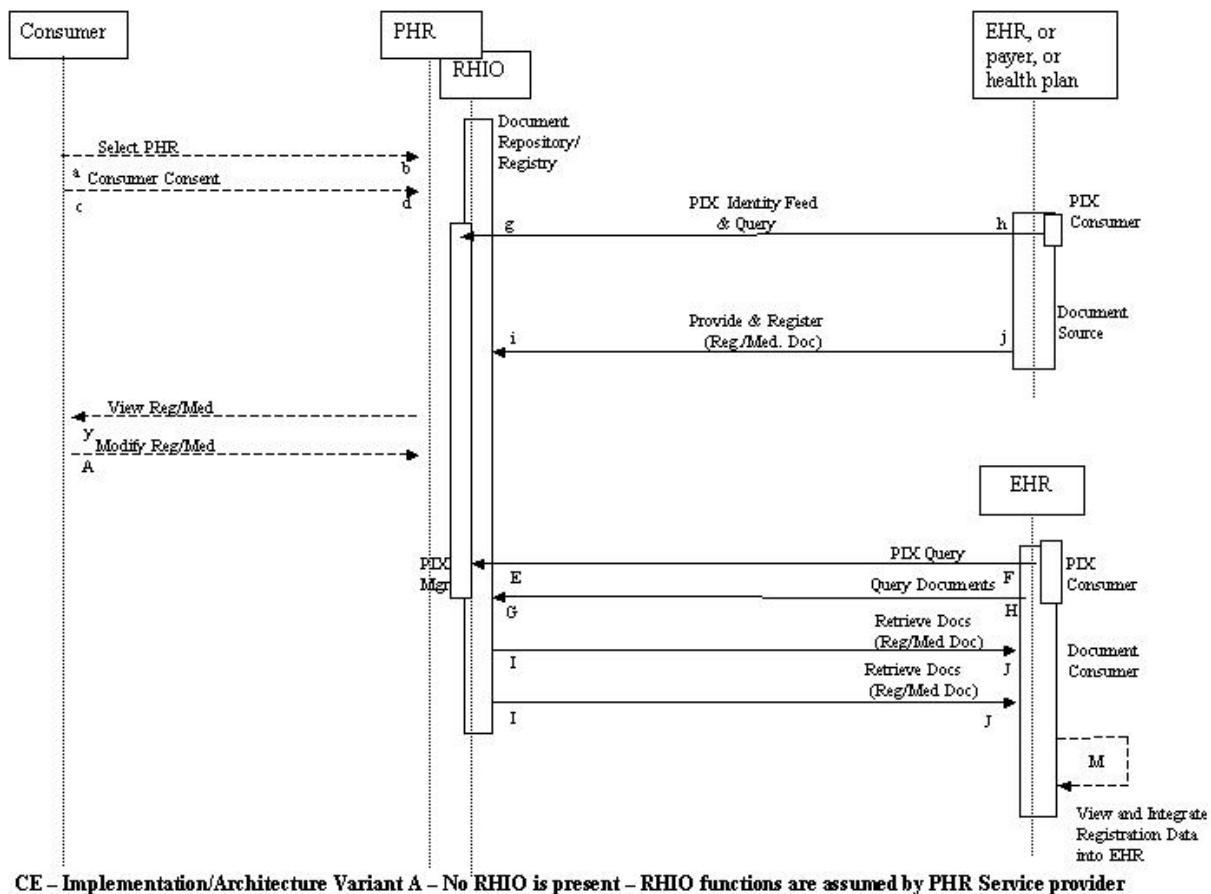 Consumer
PHR
RHIO
EHR, or
payer, or
health plan
Document
Repository/
Registry
Select PHR
a
b
Consumer Consent
c
d
PIX Identity Feed
& Query
g
h
PIX
Consumer
Provide & Register
(Reg./Med. Doc)
i
j
Document
Source
View Reg/Med
y
Modify Reg/Med
A
EHR
PIX Query
E
F
PIX
Mgr
PIX
Consumer
Query Documents
G
H
Retrieve Docs
(Reg/Med Doc)
I
J
Document
Consumer
Retrieve Docs
(Reg/Med Doc)
I
J
M
View and Integrate
Registration Data
into EHR
CE – Implementation/Architecture Variant A – No RHIO is present – RHIO functions are assumed by PHR Service provider